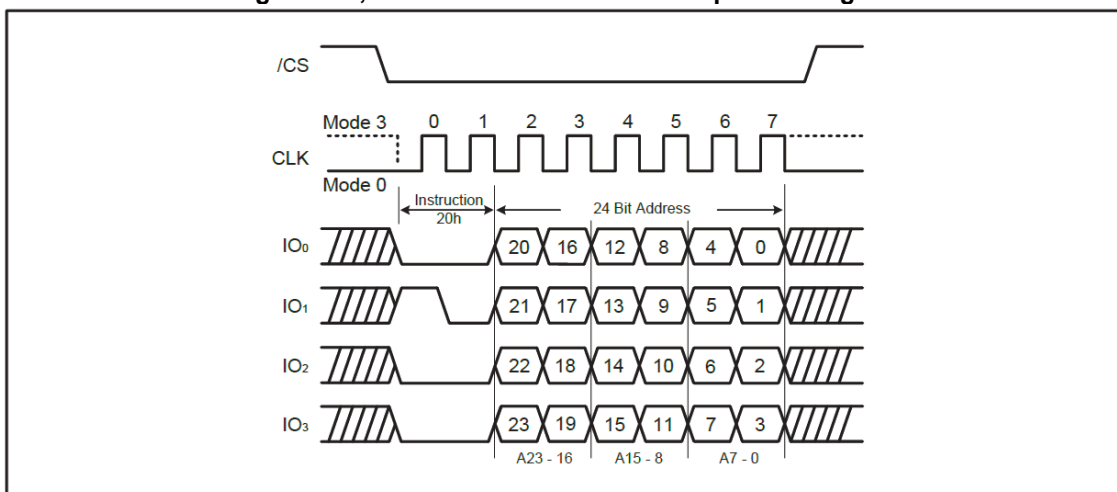 /CS
Mode 3 0 1 2 3 4 5 6 7
CLK
Mode 0
Instruction
20h
24 Bit Address
IO0 20 16 12 8 4 0
IO1 21 17 13 9 5 1
IO2 22 18 14 10 6 2
IO3 23 19 15 11 7 3
A23 - 16 A15 - 8 A7 - 0